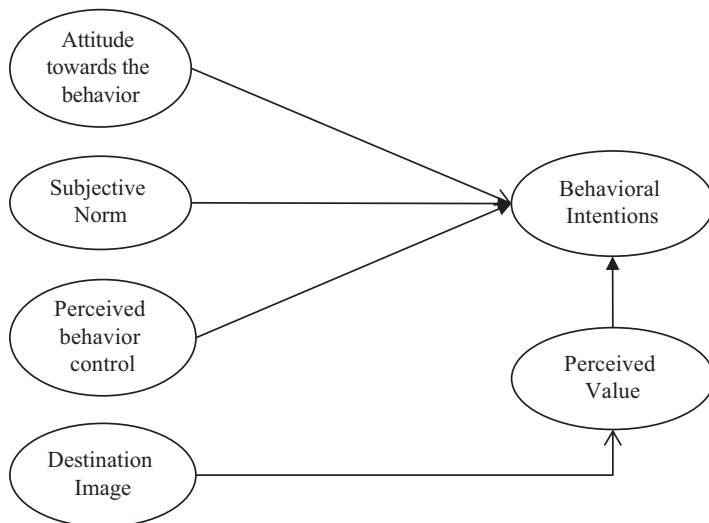 Attitude
towards the
behavior
Subjective
Norm
Behavioral
Intentions
Perceived
behavior
control
Perceived
Value
Destination
Image